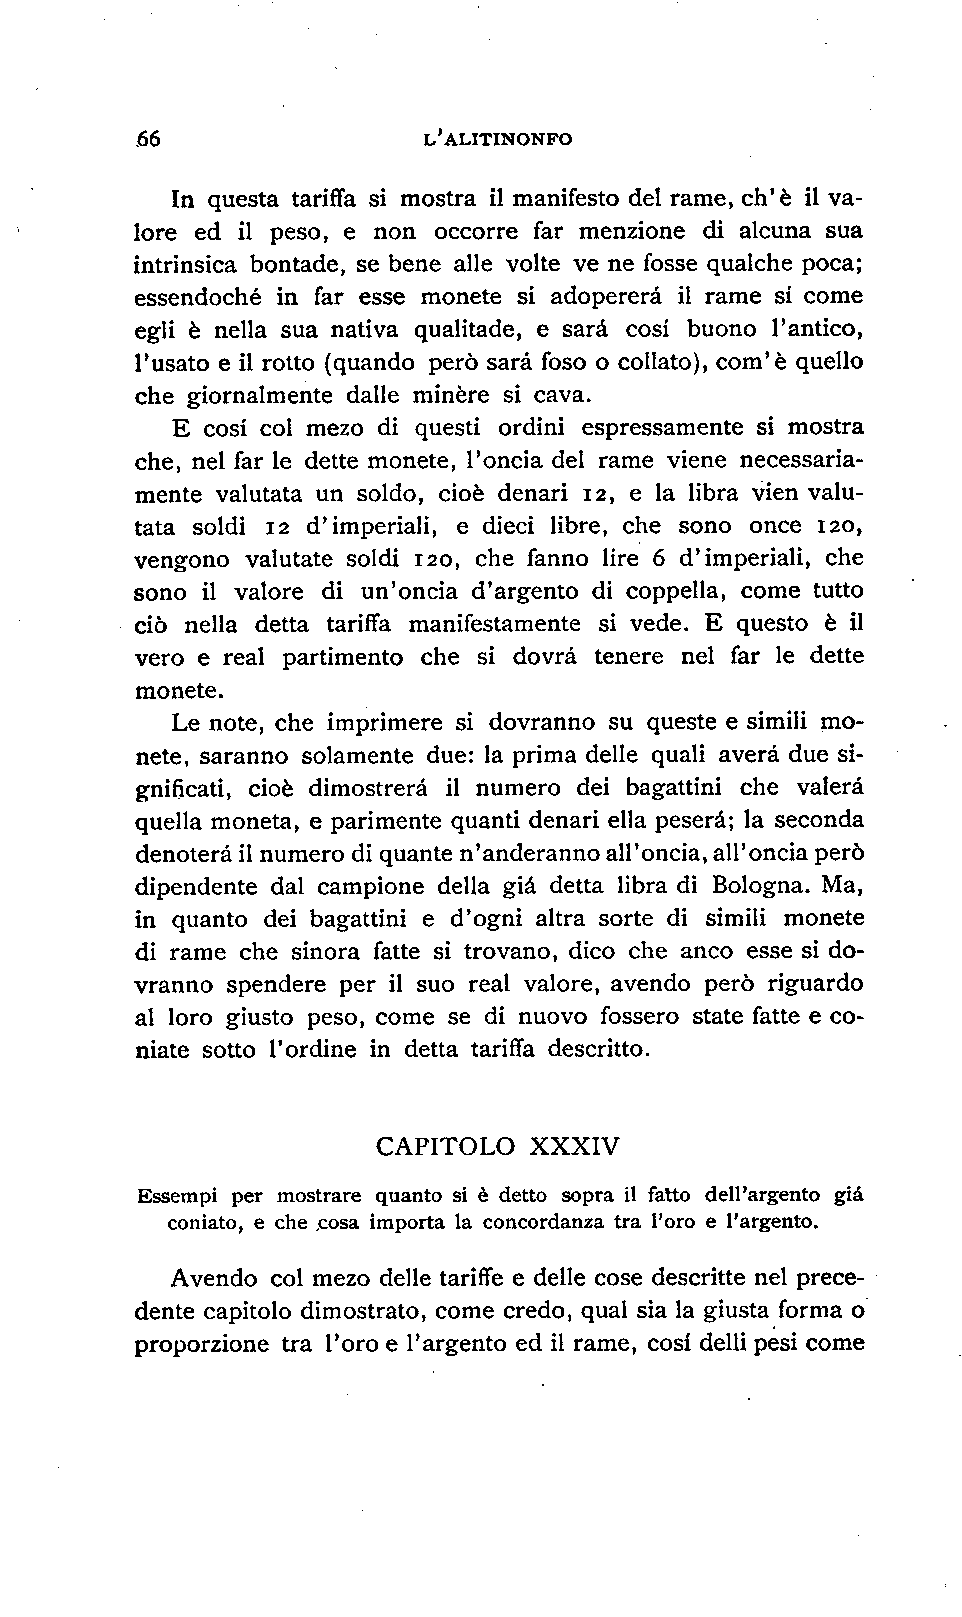 66
L'ALITINONFO
In questa tariffa si mostra il manifesto del rame, ch'è il va-
lore ed il peso, e non occorre far menzione di alcuna sua
intrinsica bontade, se bene alle volte ve ne fosse qualche poca;
essendoché in far esse monete si adopererá il rame sí come
egli è nella sua nativa qualitade, e sará cosí buono l'antico,
l'usato e il rotto (quando però sará foso o collato), com'è quello
che giornalmente dalle minère si cava.
E cosí col mezo di questi ordini espressamente si mostra
che, nel far le dette monete, l'oncia del rame viene necessaria-
mente valutata un soldo, cioè denari 12, e la libra vien valu-
tata soldi 12 d'imperiali, e dieci libre, che sono once 120,
vengono valutate soldi 120, che fanno lire 6 d'imperiali, che
sono il valore di un'oncia d'argento di coppella, come tutto
ciò nella detta tariffa manifestamente si vede. E questo è il
vero e real partimento che si dovrá tenere nel far le dette
monete.
Le note, che imprimere si dovranno su queste e simili mo-
nete, saranno solamente due: la prima delle quali averá due si-
gnificati, cioè dimostrerá il numero dei bagattini che valerá
quella moneta, e parimente quanti denari ella peserá; la seconda
denoterá il numero di quante n'anderanno all'oncia, all'oncia però
dipendente dal campione della giá detta libra di Bologna. Ma,
in quanto dei bagattini e d'ogni altra sorte di simili monete
di rame che sinora fatte si trovano, dico che anco esse si do-
vranno spendere per il suo real valore, avendo però riguardo
al loro giusto peso, come se di nuovo fossero state fatte e co-
niate sotto l'ordine in detta tariffa descritto.
CAPITOLO XXXIV
Essempi per mostrare quanto si è detto sopra il fatto dell'argento giá
coniato, e che cosa importa la concordanza tra l'oro e l'argento.
Avendo col mezo delle tariffe e delle cose descritte nel prece-
dente capitolo dimostrato, come credo, qual sia la giusta forma o
proporzione tra l'oro e l'argento ed il rame, cosí delli pesi come